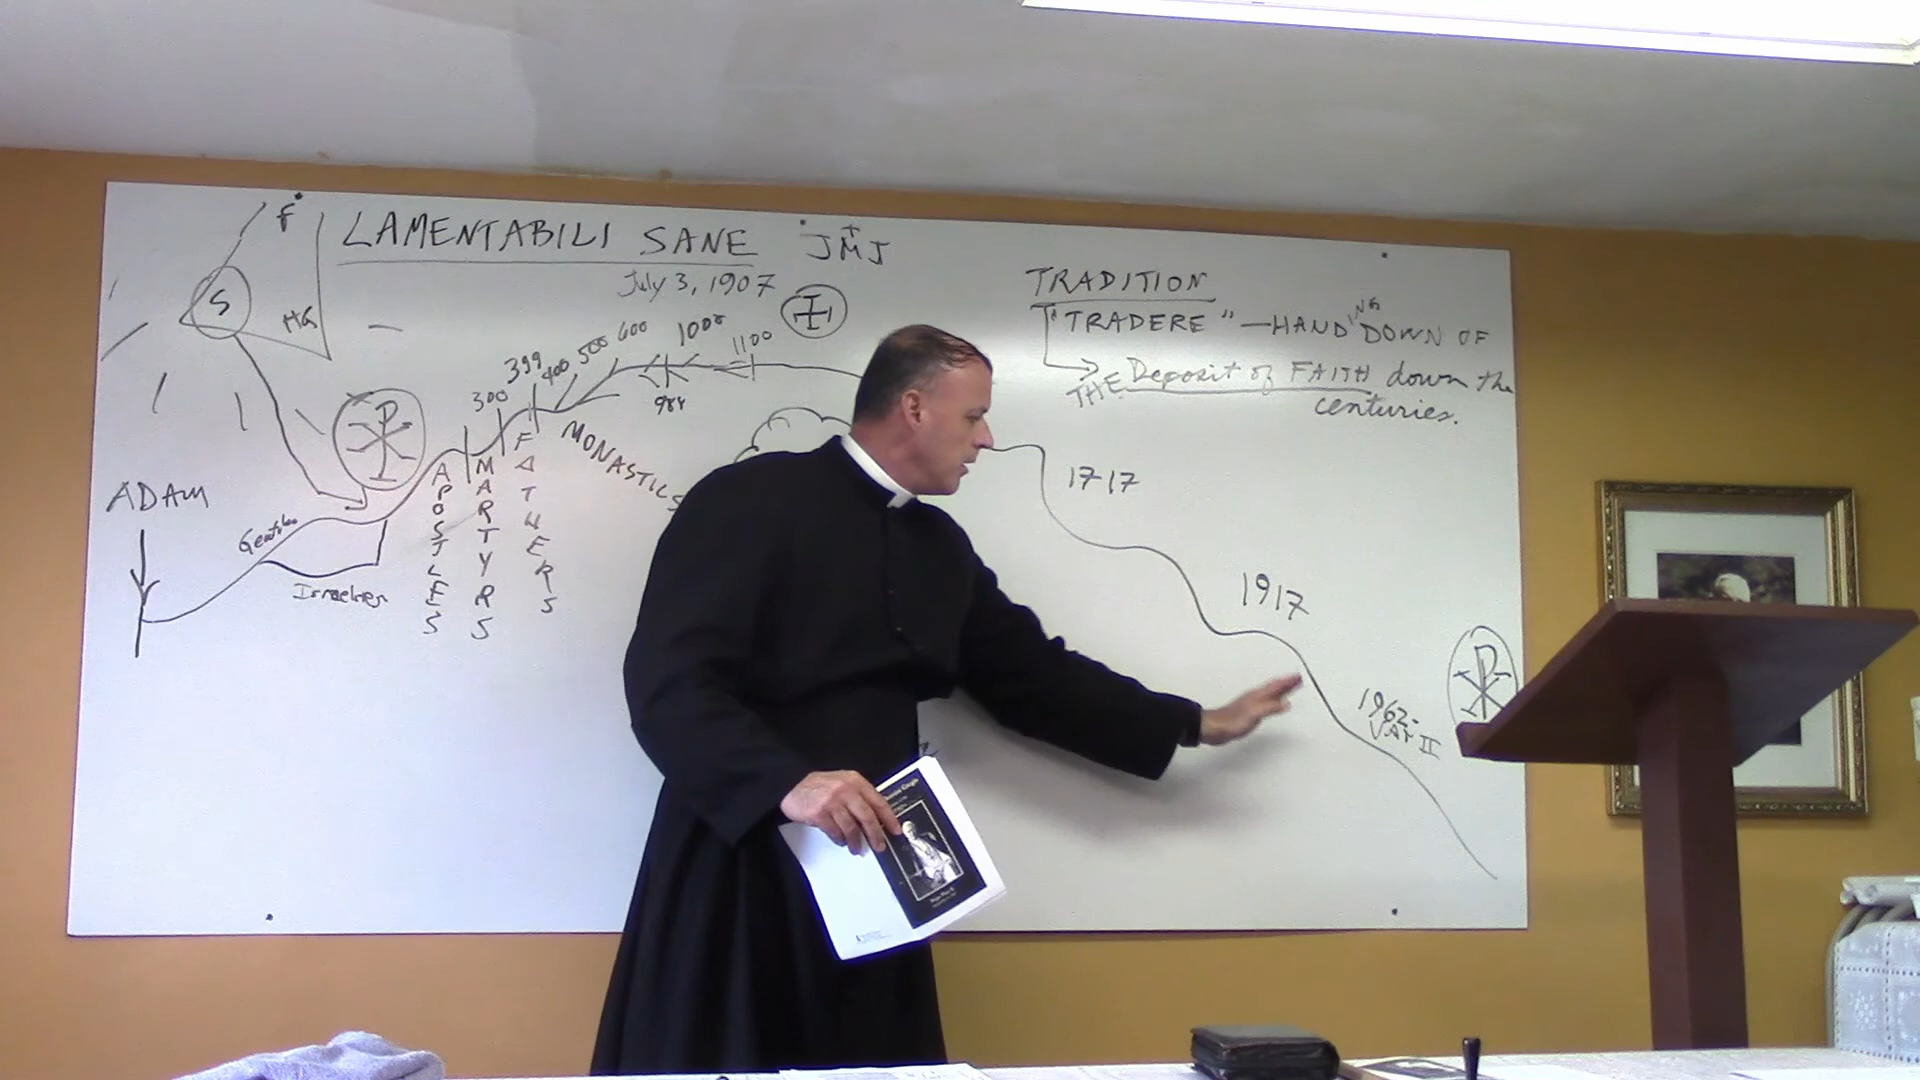 F
LAMENTABILI SANE
JMJ
July 3, 1907
S
HG
TRADITION
"TRADERE" — HANDING DOWN OF
THE Deposit of FAITH down the
centuries.
300
399
400
500
600
1000
1100
984
ADAM
Gentiles
Israelites
APOSTLES
MARTYRS
FATHERS
MONASTICS
1717
1917
1962-
VAT II